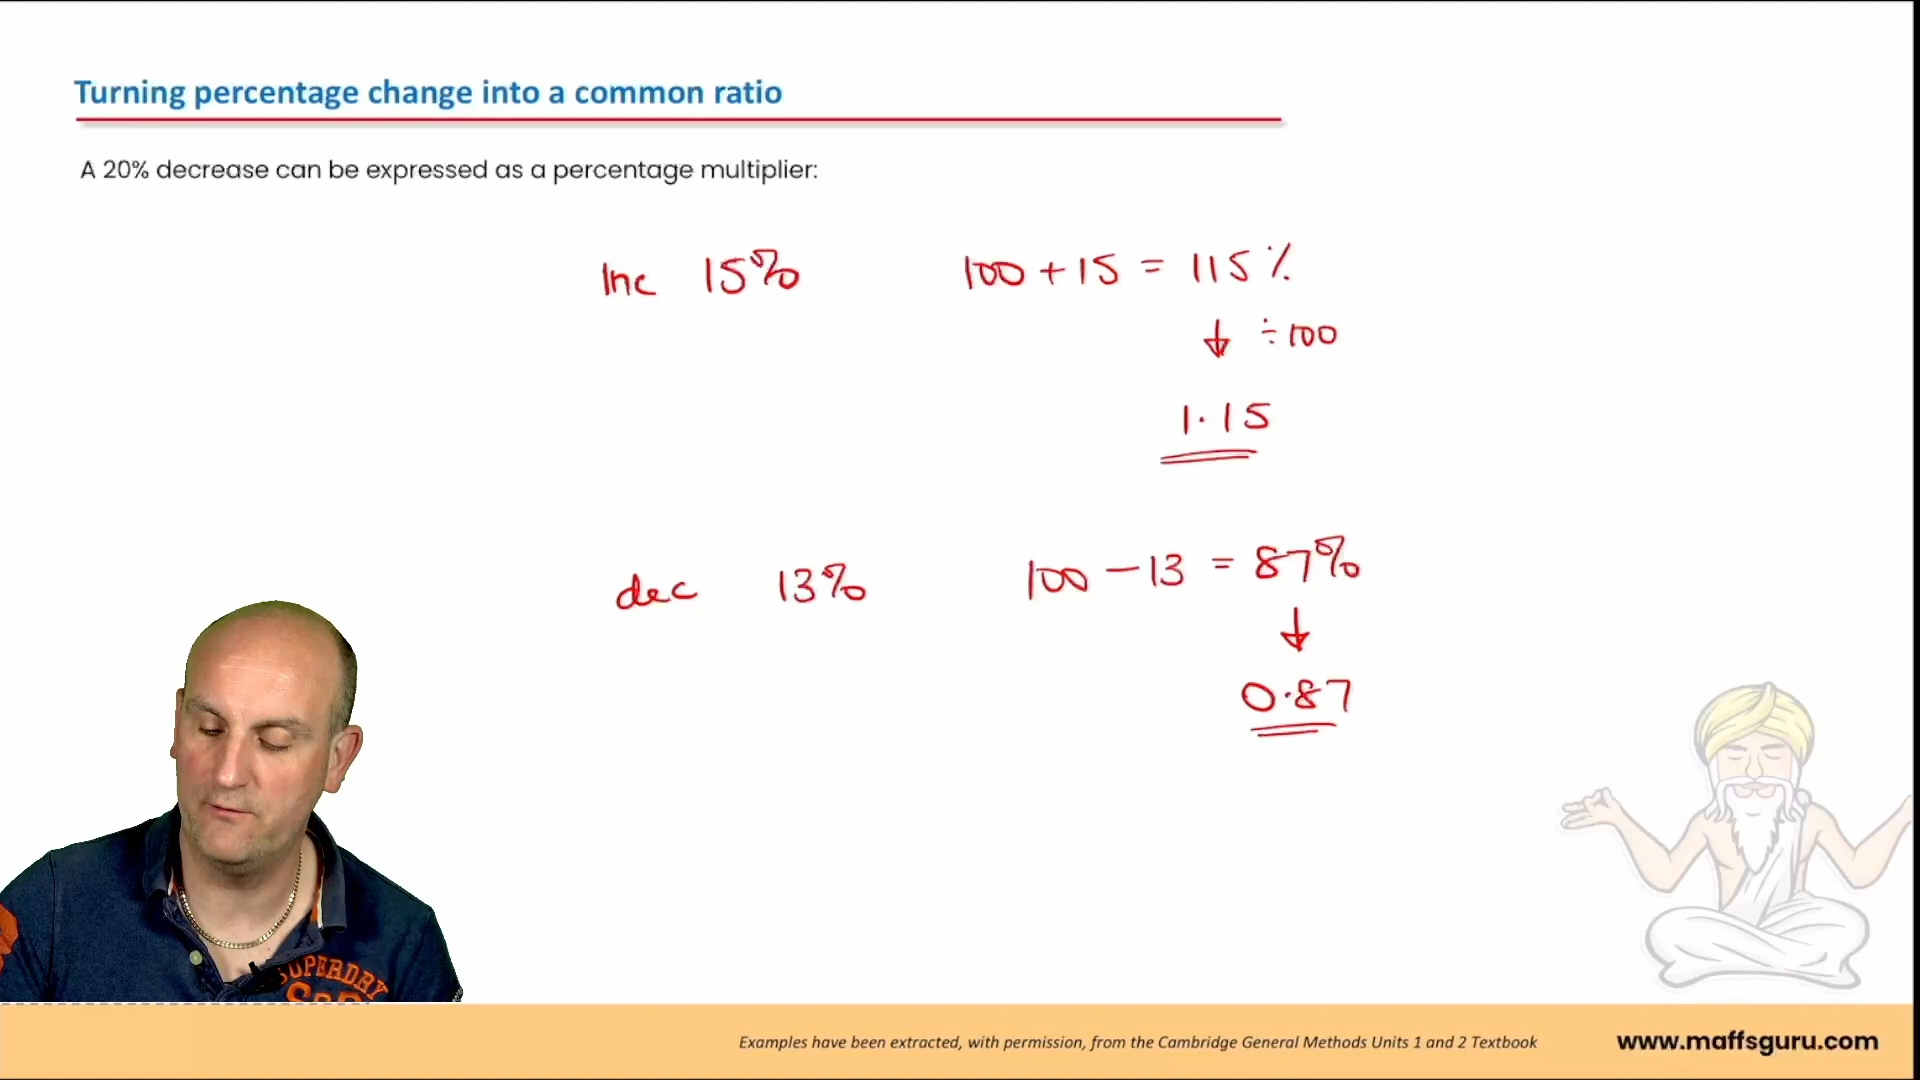 Turning percentage change into a common ratio
A 20% decrease can be expressed as a percentage multiplier:
Inc 15% 100 + 15 = 115%
↓ ÷100
1.15
dec 13% 100 - 13 = 87%
↓
0.87
SUPERDRY
Examples have been extracted, with permission, from the Cambridge General Methods Units 1 and 2 Textbook
www.maffsguru.com